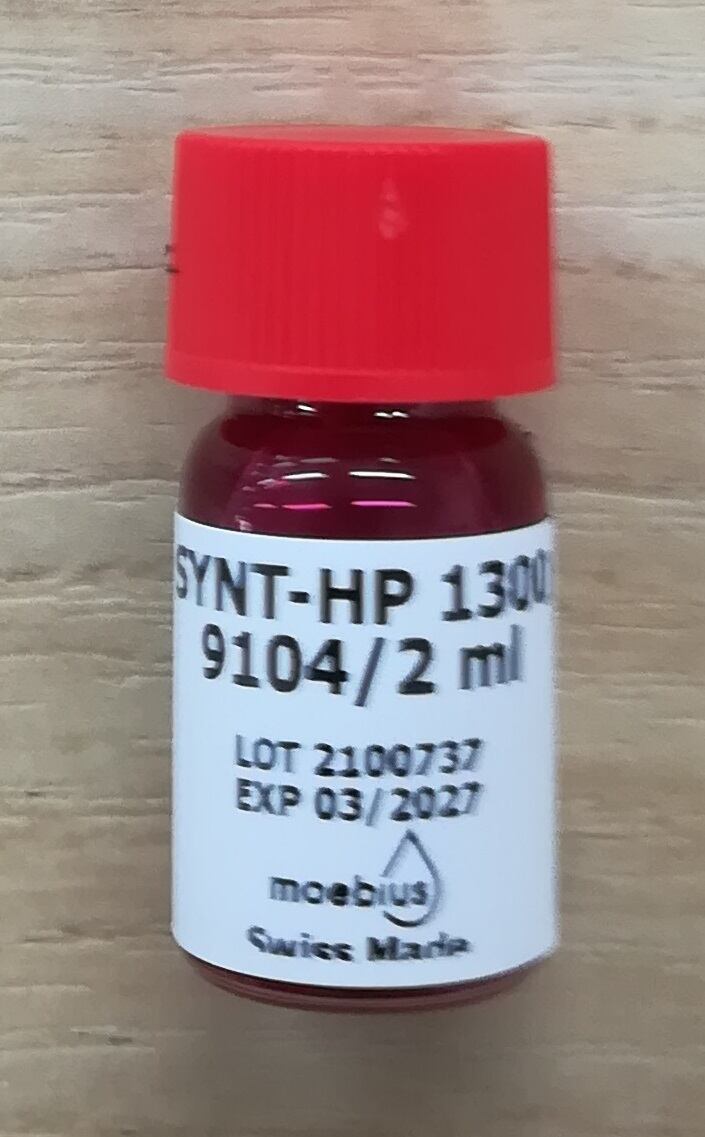 SYNT-HP 1300
9104/2 ml
LOT 2100737
EXP 03/2027
moebius
Swiss Made